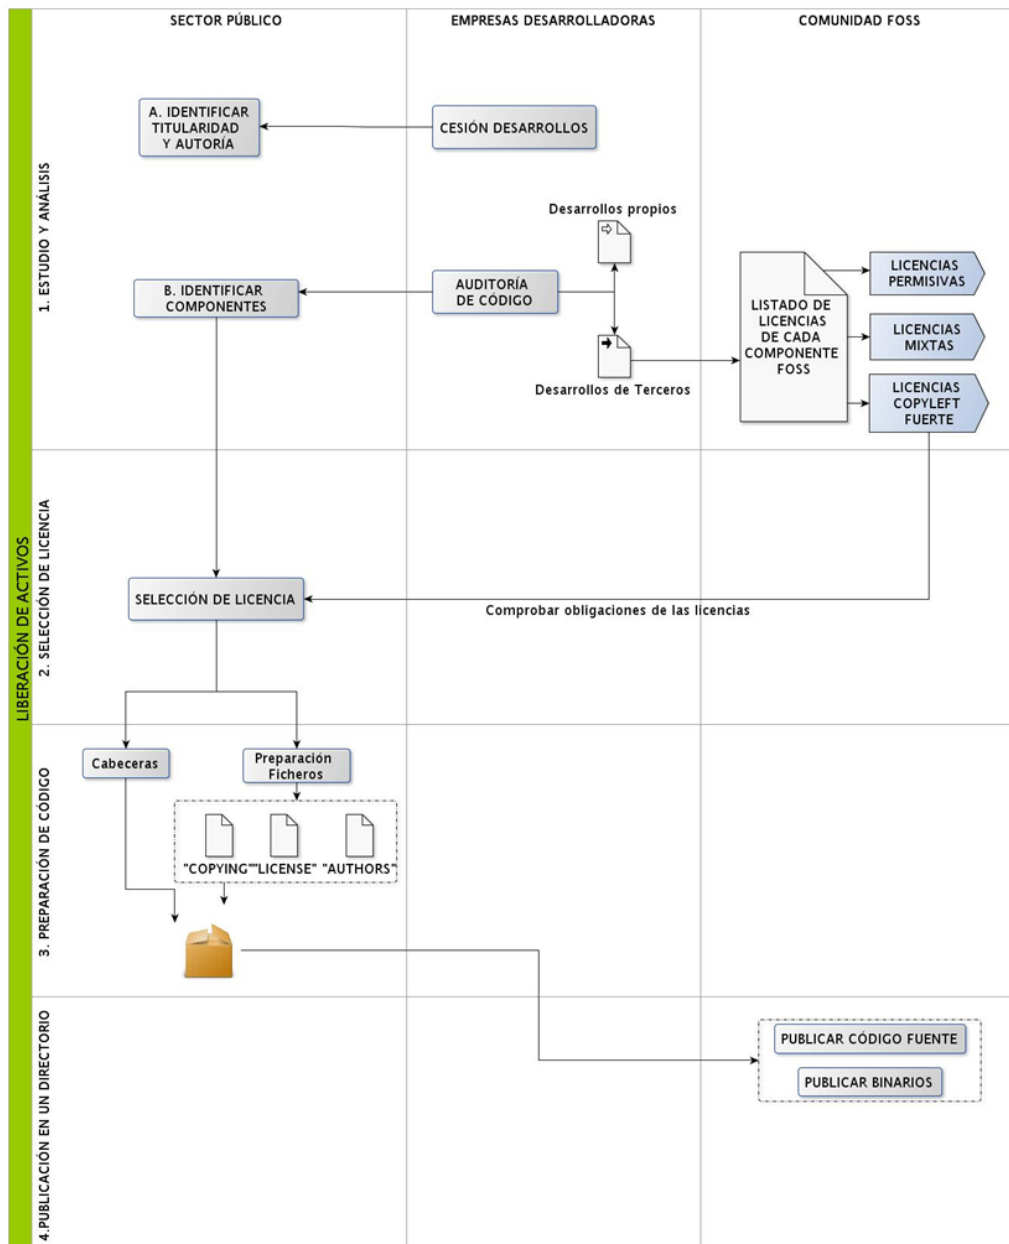 SECTOR PÚBLICO
EMPRESAS DESARROLLADORAS
COMUNIDAD FOSS
LIBERACIÓN DE ACTIVOS
1. ESTUDIO Y ANÁLISIS
A. IDENTIFICAR
TITULARIDAD
Y AUTORÍA
CESIÓN DESARROLLOS
Desarrollos propios
B. IDENTIFICAR
COMPONENTES
AUDITORÍA
DE CÓDIGO
Desarrollos de Terceros
LISTADO DE
LICENCIAS
DE CADA
COMPONENTE
FOSS
LICENCIAS
PERMISIVAS
LICENCIAS
MIXTAS
LICENCIAS
COPYLEFT
FUERTE
2. SELECCIÓN DE LICENCIA
SELECCIÓN DE LICENCIA
Comprobar obligaciones de las licencias
3. PREPARACIÓN DE CÓDIGO
Cabeceras
Preparación
Ficheros
"COPYING""LICENSE" "AUTHORS"
4.PUBLICACIÓN EN UN DIRECTORIO
PUBLICAR CÓDIGO FUENTE
PUBLICAR BINARIOS